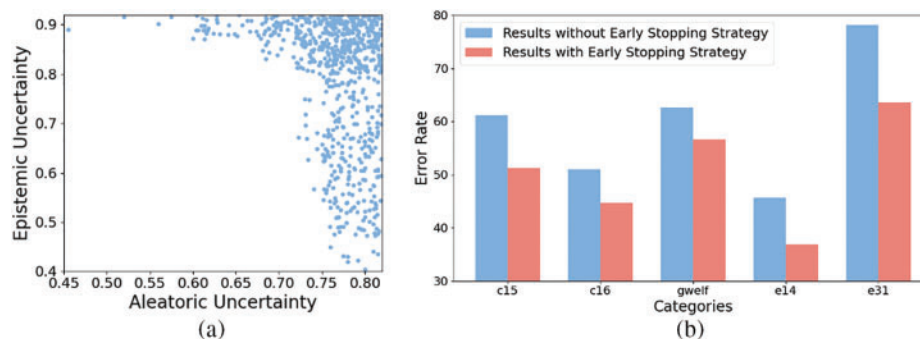 0.9
0.8
0.7
0.6
0.5
0.4
Epistemic Uncertainty
0.45 0.50 0.55 0.60 0.65 0.70 0.75 0.80
Aleatoric Uncertainty
(a)
80
70
60
50
40
30
Error Rate
Results without Early Stopping Strategy
Results with Early Stopping Strategy
c15 c16 gwelf e14 e31
Categories
(b)